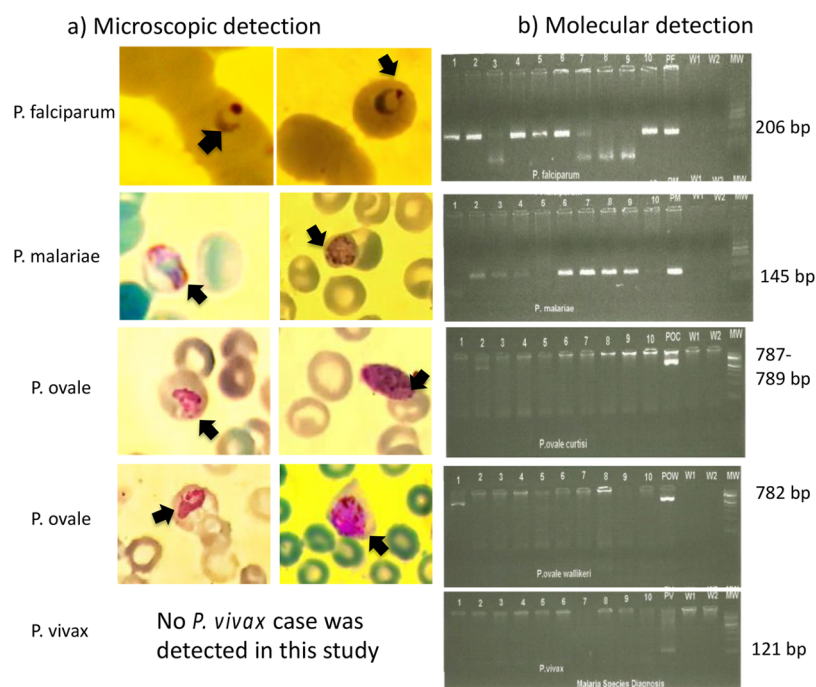 a) Microscopic detection
b) Molecular detection
P. falciparum
1 2 3 4 5 6 7 8 9 10 PF W1 W2 MW
206 bp
P. falciparum
W1 W2 MW
P. malariae
1 2 3 4 5 6 7 8 9 10 PM
145 bp
P. malariae
P. ovale
1 2 3 4 5 6 7 8 9 10 POC W1 W2 MW
787-
789 bp
P.ovale curtisi
P. ovale
1 2 3 4 5 6 7 8 9 10 POW W1 W2 MW
782 bp
P.ovale wallikeri
P. vivax
No P. vivax case was
detected in this study
MW
1 2 3 4 5 6 7 8 9 10 PV W1 W2
121 bp
P.vivax
Malaria Species Diagnosis